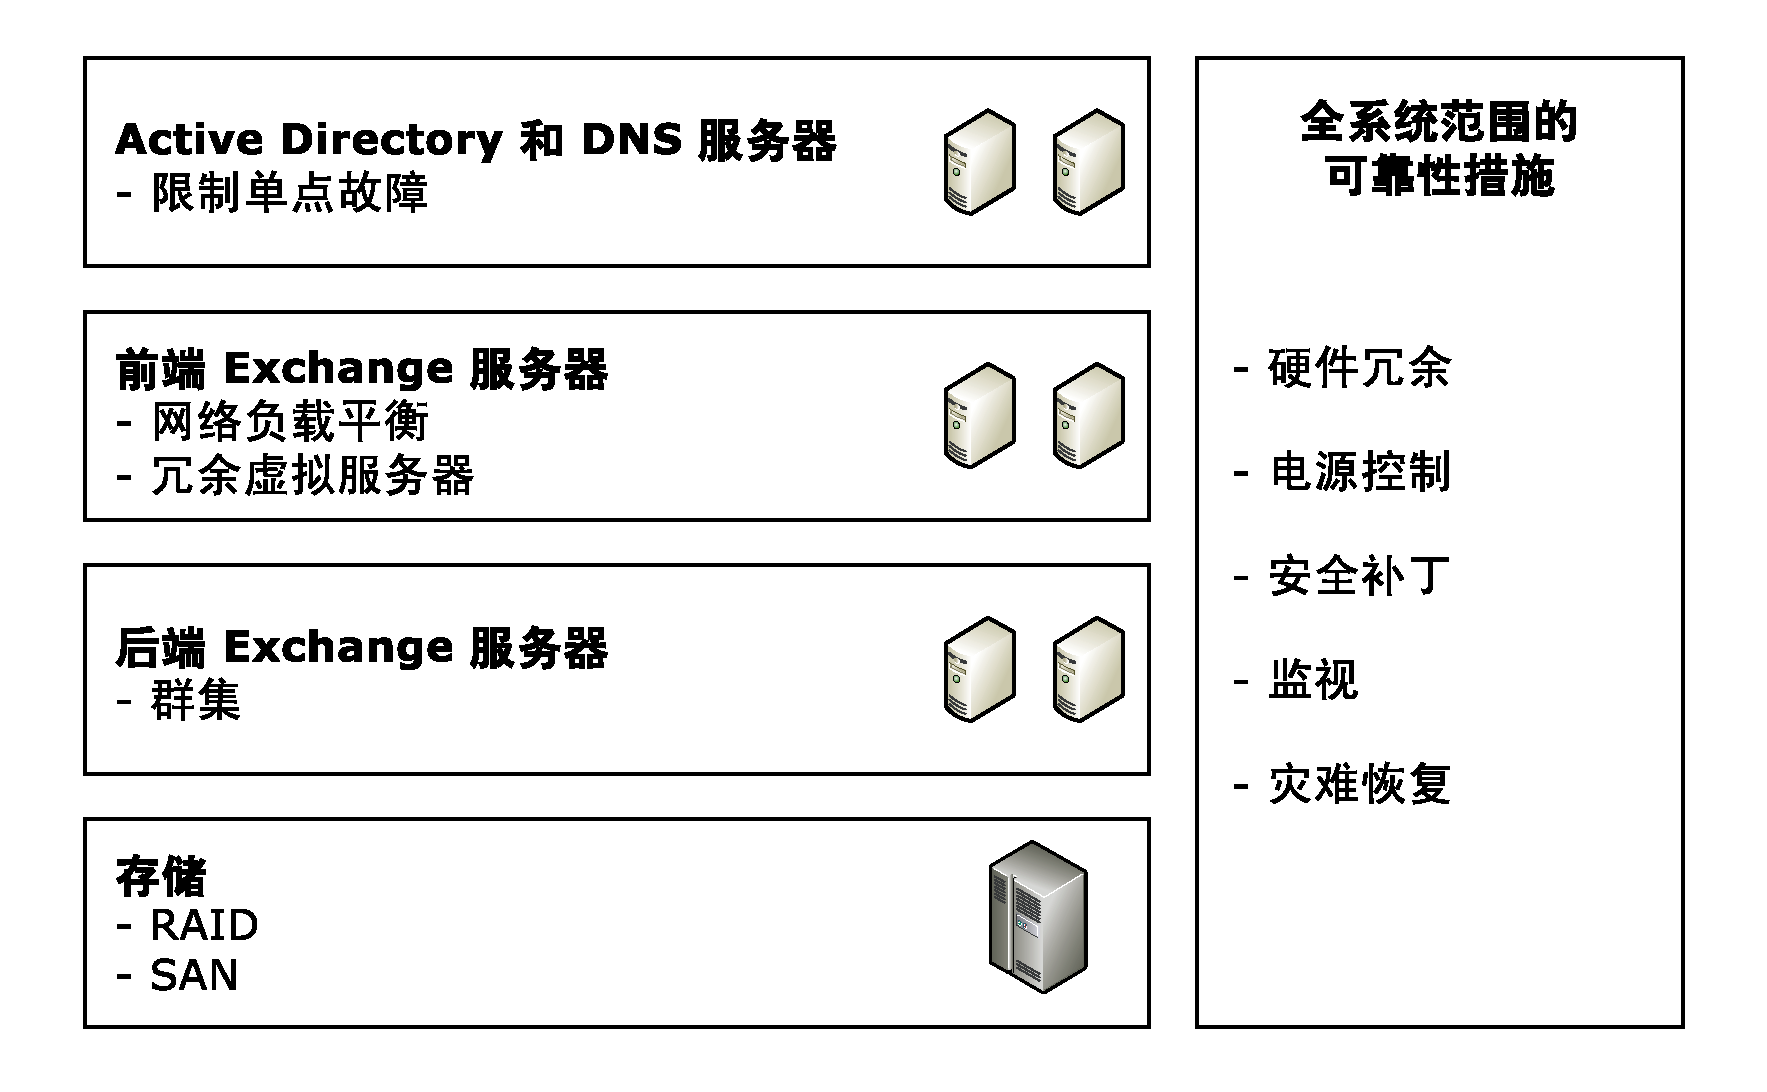 Active Directory 和 DNS 服务器
- 限制单点故障
前端 Exchange 服务器
- 网络负载平衡
- 冗余虚拟服务器
后端 Exchange 服务器
- 群集
存储
- RAID
- SAN
全系统范围的
可靠性措施
- 硬件冗余
- 电源控制
- 安全补丁
- 监视
- 灾难恢复